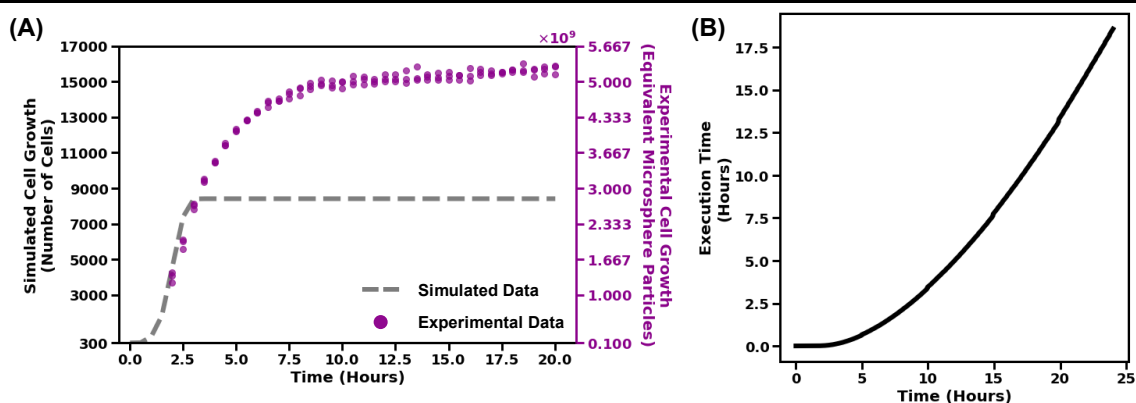 (A)
×10⁹
17000
15000
13000
11000
9000
7000
5000
3000
300
Simulated Cell Growth
(Number of Cells)
5.667
5.000
4.333
3.667
3.000
2.333
1.667
1.000
0.100
Experimental Cell Growth
(Equivalent Microsphere Particles)
Simulated Data
Experimental Data
0.0 2.5 5.0 7.5 10.0 12.5 15.0 17.5 20.0
Time (Hours)
(B)
17.5
15.0
12.5
10.0
7.5
5.0
2.5
0.0
Execution Time
(Hours)
0 5 10 15 20 25
Time (Hours)